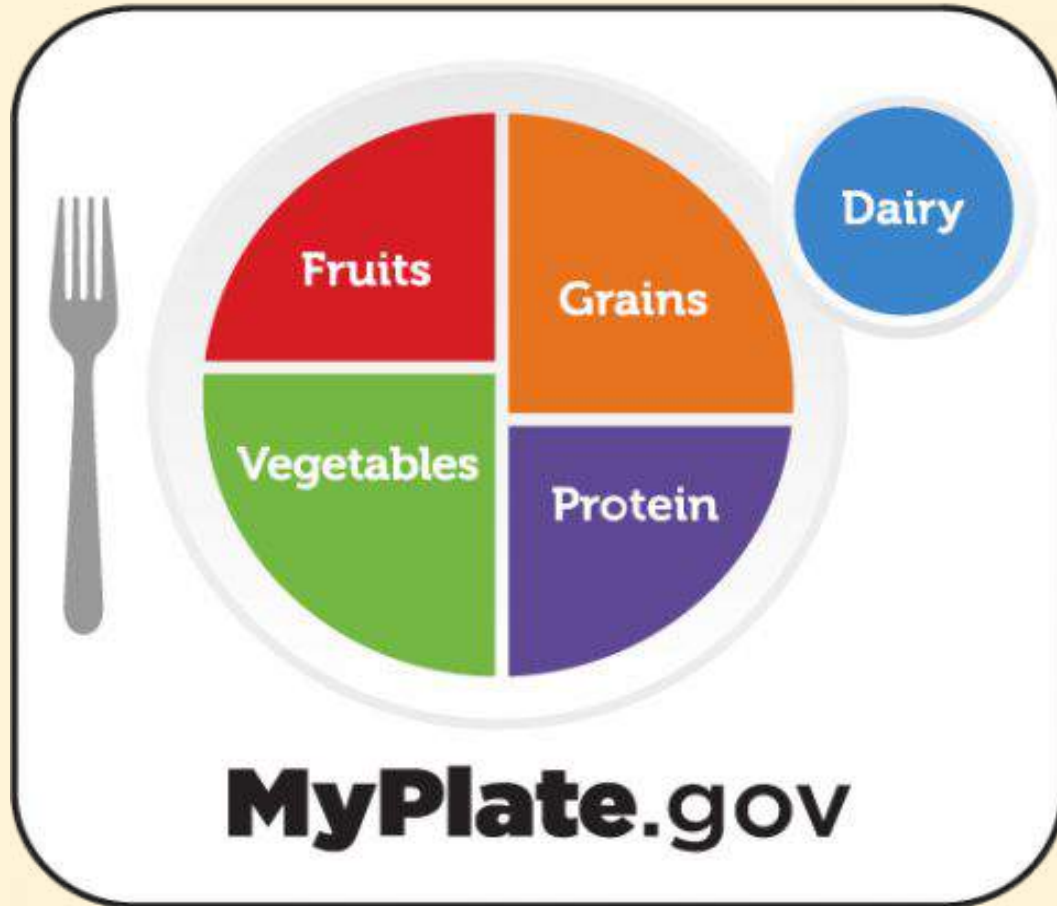 Dairy
Fruits
Grains
Vegetables
Protein
MyPlate.gov